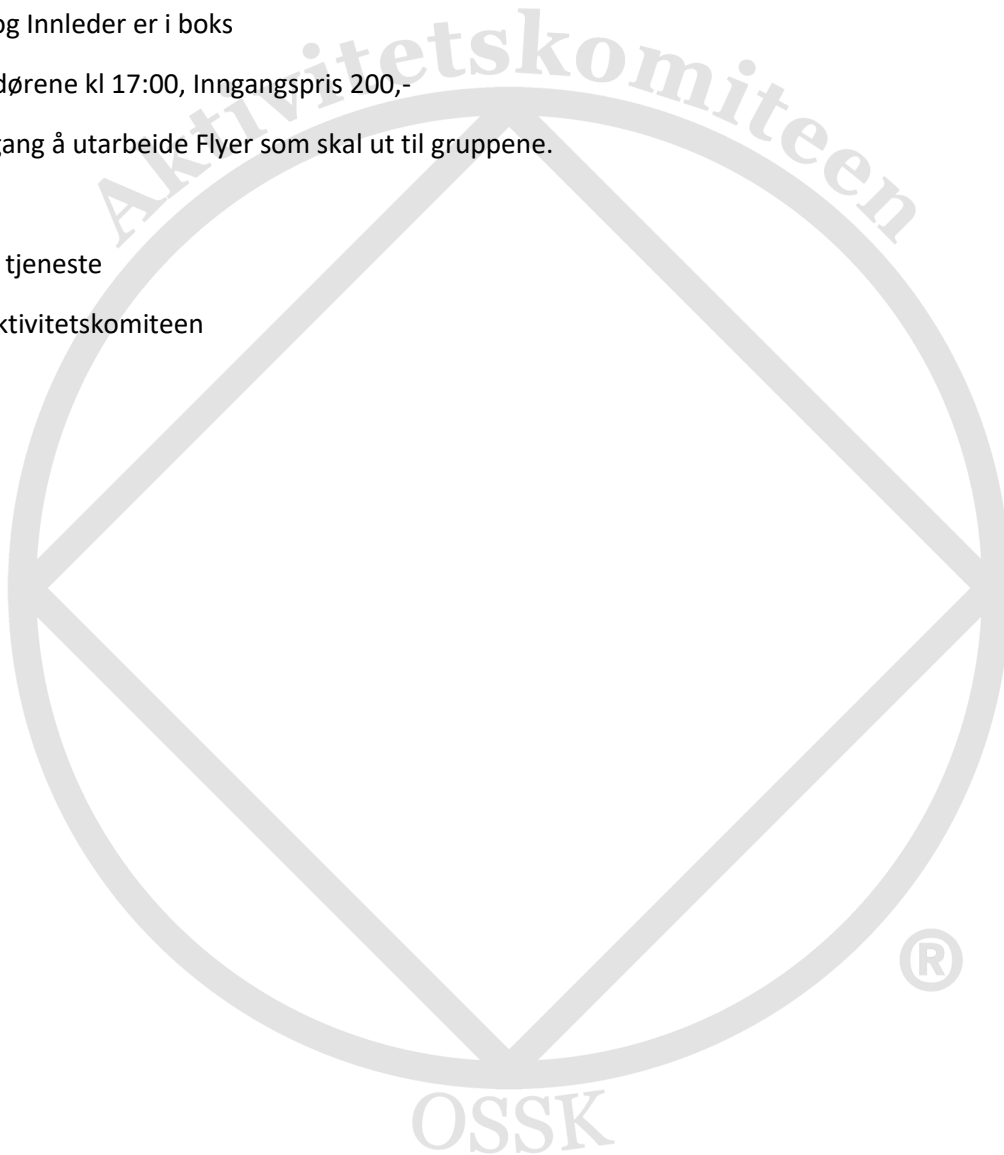 og Innleder er i boks
dørene kl 17:00, Inngangspris 200,-
gang å utarbeide Flyer som skal ut til gruppene.
tjeneste
ktivitetskomiteen
Aktivitetskomiteen
®
OSSK